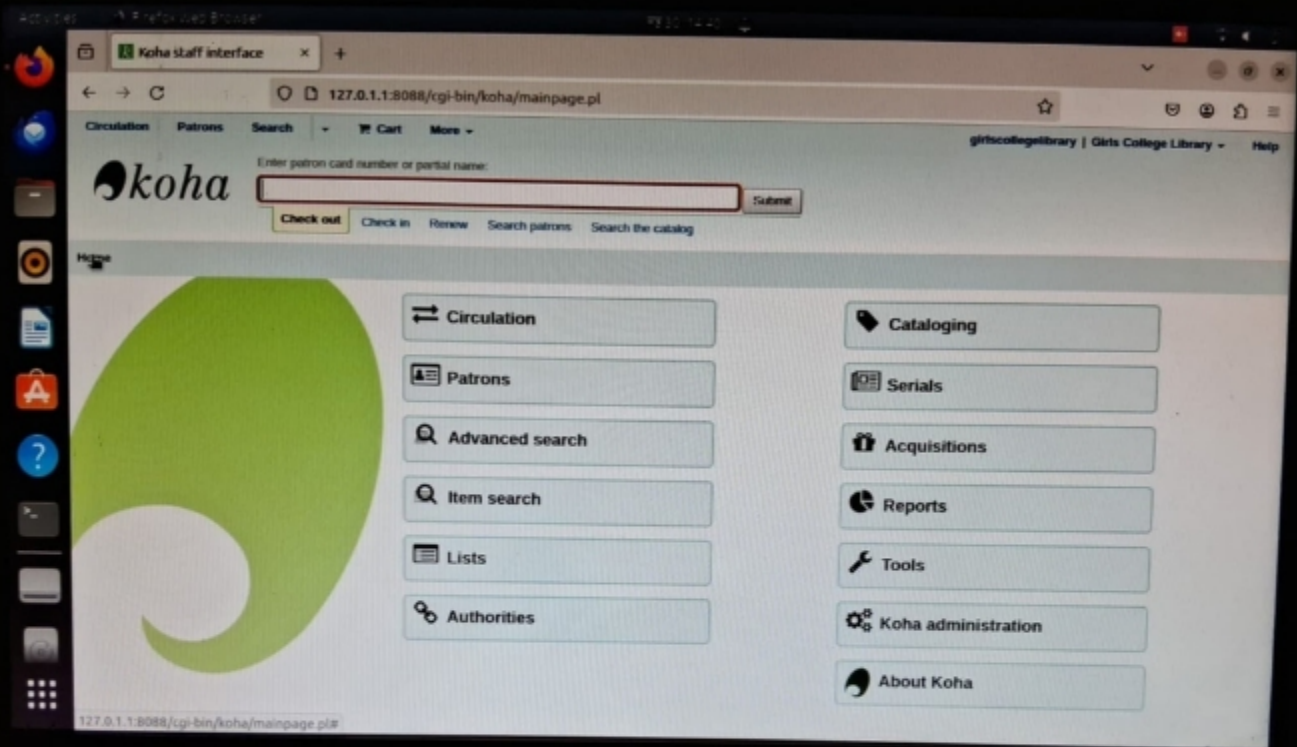 Activities Firefox Web Browser
Koha staff interface × +
127.0.1.1:8088/cgi-bin/koha/mainpage.pl
Circulation Patrons Search Cart More
girlscollegelibrary | Girls College Library Help
koha
Enter patron card number or partial name:
Submit
Check out Check in Renew Search patrons Search the catalog
Home
Circulation
Patrons
Advanced search
Item search
Lists
Authorities
Cataloging
Serials
Acquisitions
Reports
Tools
Koha administration
About Koha
127.0.1.1:8088/cgi-bin/koha/mainpage.pl#